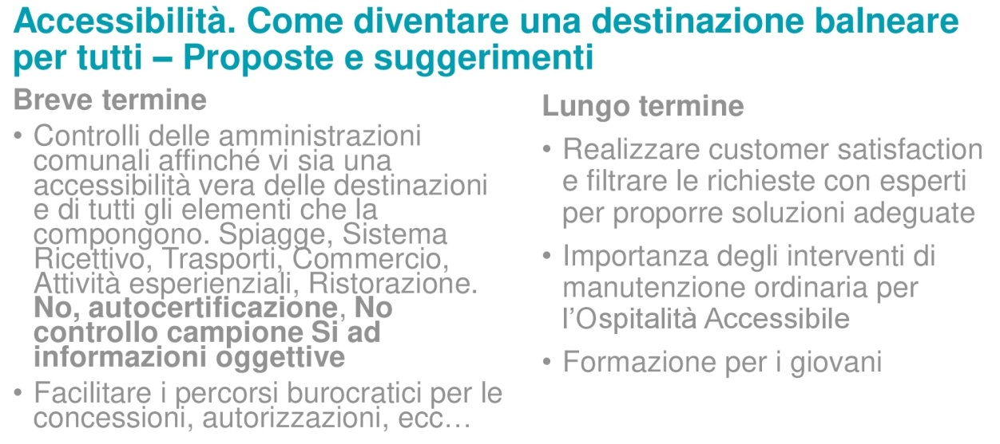 Accessibilità. Come diventare una destinazione balneare
per tutti – Proposte e suggerimenti
Breve termine
• Controlli delle amministrazioni
comunali affinché vi sia una
accessibilità vera delle destinazioni
e di tutti gli elementi che la
compongono. Spiagge, Sistema
Ricettivo, Trasporti, Commercio,
Attività esperienziali, Ristorazione.
No, autocertificazione, No
controllo campione Si ad
informazioni oggettive
• Facilitare i percorsi burocratici per le
concessioni, autorizzazioni, ecc…
Lungo termine
• Realizzare customer satisfaction
e filtrare le richieste con esperti
per proporre soluzioni adeguate
• Importanza degli interventi di
manutenzione ordinaria per
l’Ospitalità Accessibile
• Formazione per i giovani